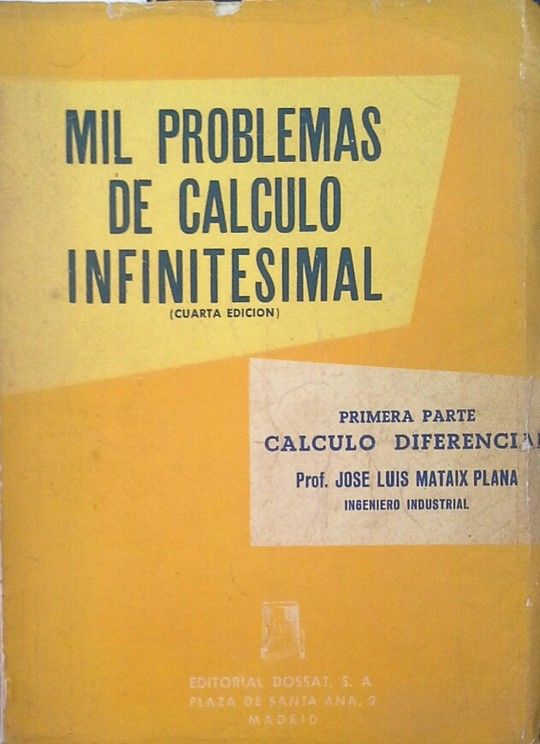 MIL PROBLEMAS
DE CALCULO
INFINITESIMAL
(CUARTA EDICION)
PRIMERA PARTE
CALCULO DIFERENCIAL
Prof. JOSE LUIS MATAIX PLANA
INGENIERO INDUSTRIAL
EDITORIAL DOSSAT, S. A.
PLAZA DE SANTA ANA, 9
MADRID